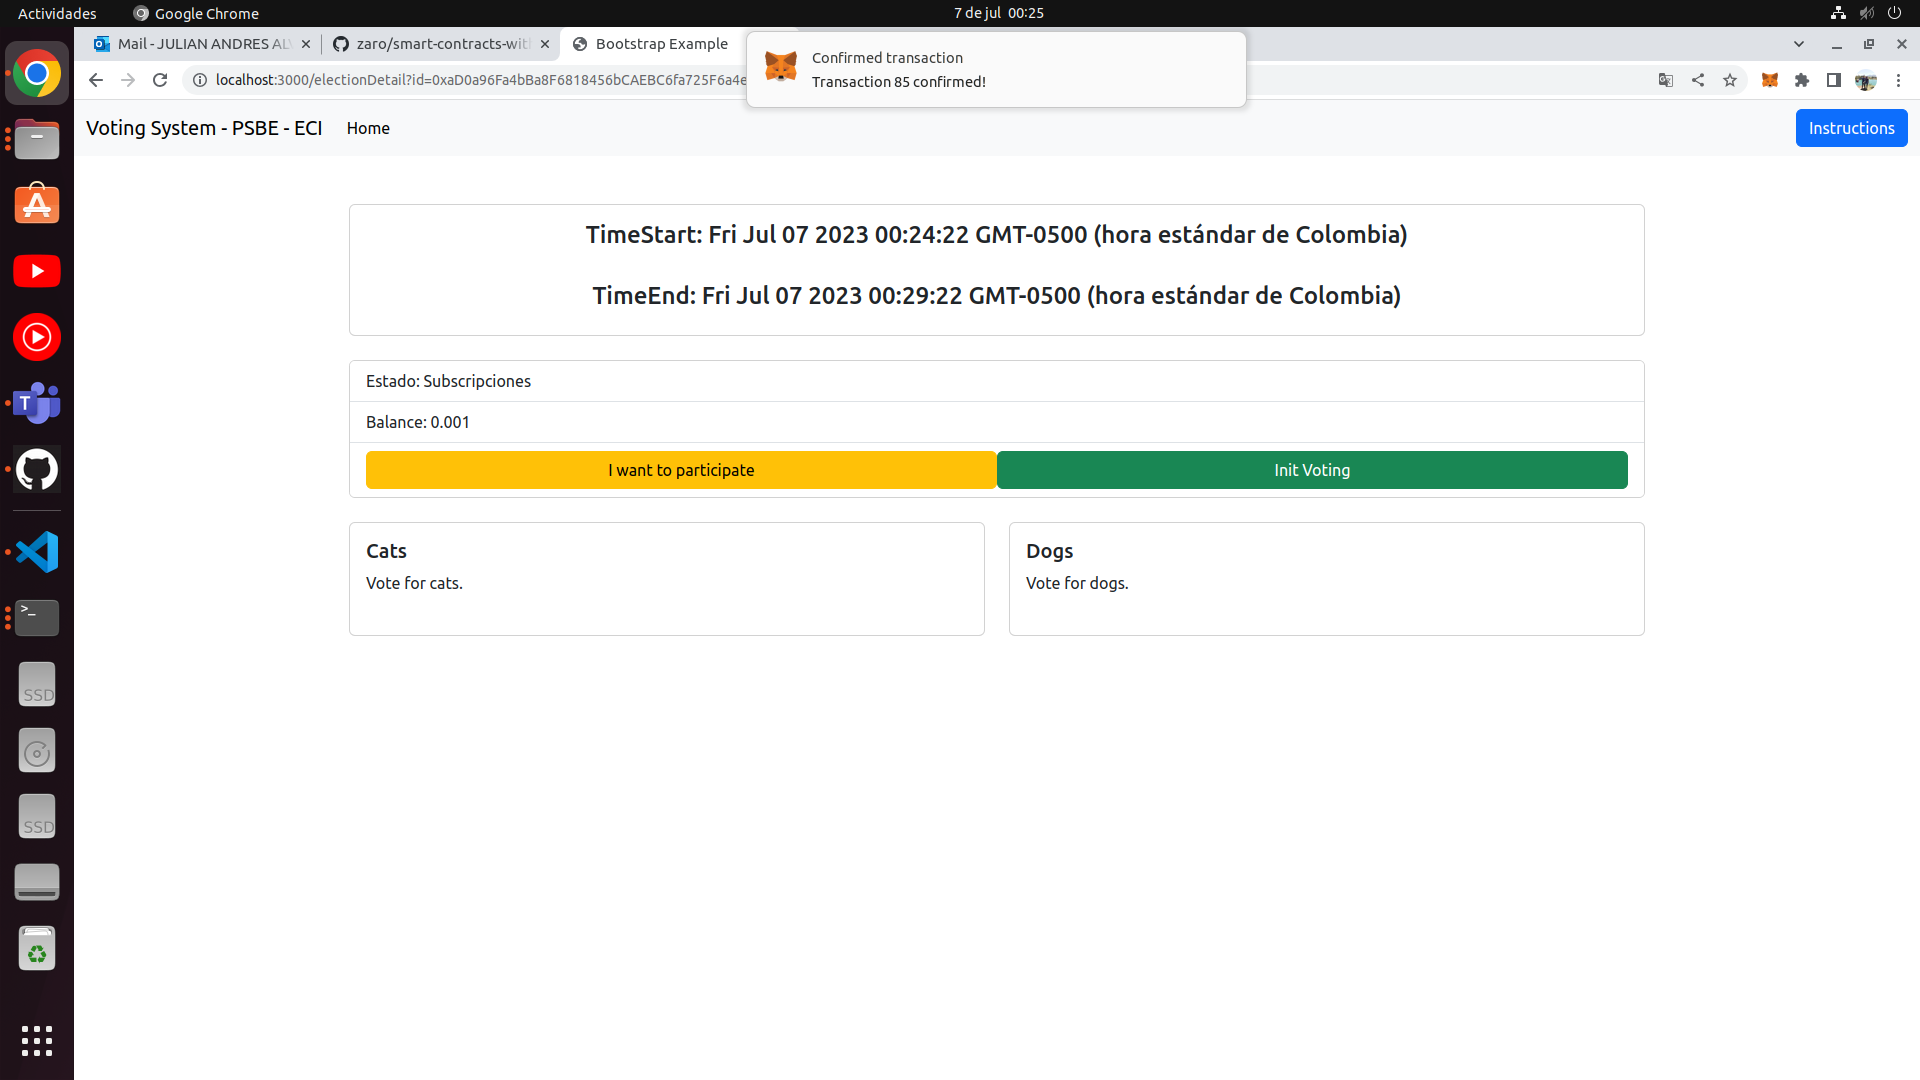 Actividades
Google Chrome
7 de jul 00:25
Mail - JULIAN ANDRES AL
zaro/smart-contracts-wit
Bootstrap Example
Confirmed transaction
Transaction 85 confirmed!
localhost:3000/electionDetail?id=0xaD0a96Fa4bBa8F6818456bCAEBC6fa725F6a4e
Voting System - PSBE - ECI
Home
Instructions
TimeStart: Fri Jul 07 2023 00:24:22 GMT-0500 (hora estándar de Colombia)
TimeEnd: Fri Jul 07 2023 00:29:22 GMT-0500 (hora estándar de Colombia)
Estado: Subscripciones
Balance: 0.001
I want to participate
Init Voting
Cats
Vote for cats.
Dogs
Vote for dogs.
T
>_
SSD
SSD